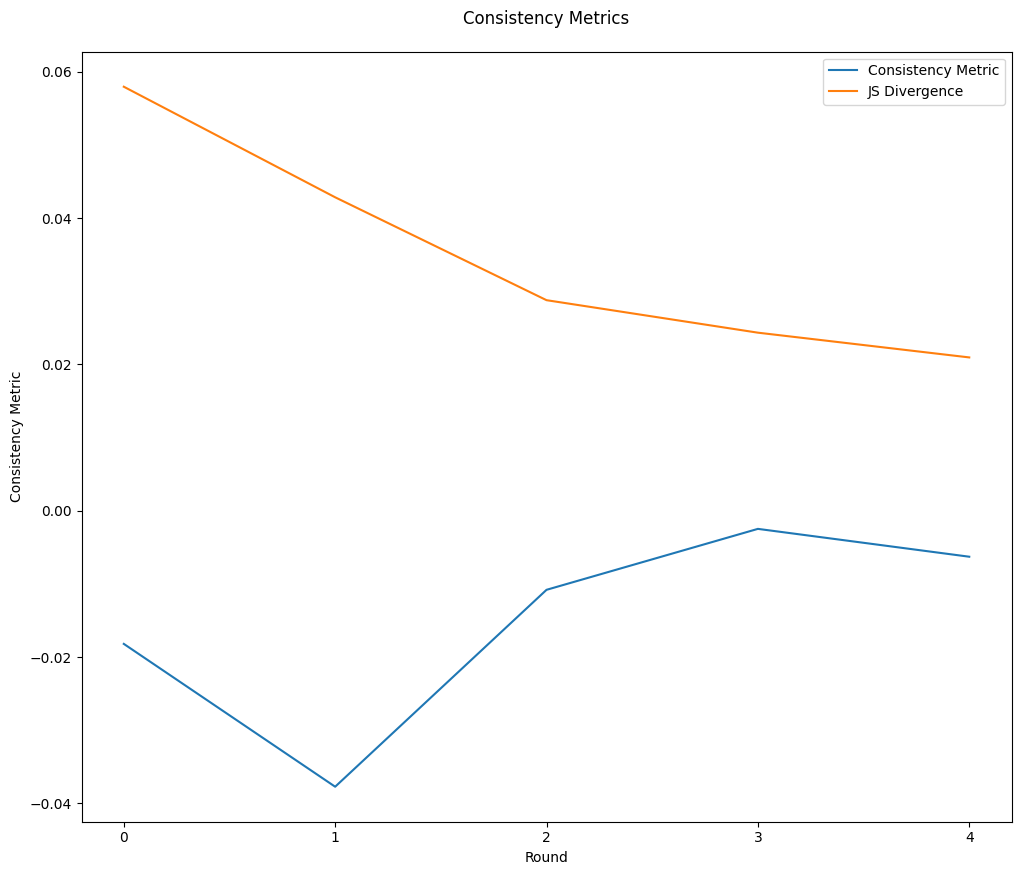 Consistency Metrics
Consistency Metric
JS Divergence
0.06
0.04
0.02
0.00
−0.02
−0.04
Consistency Metric
0 1 2 3 4
Round